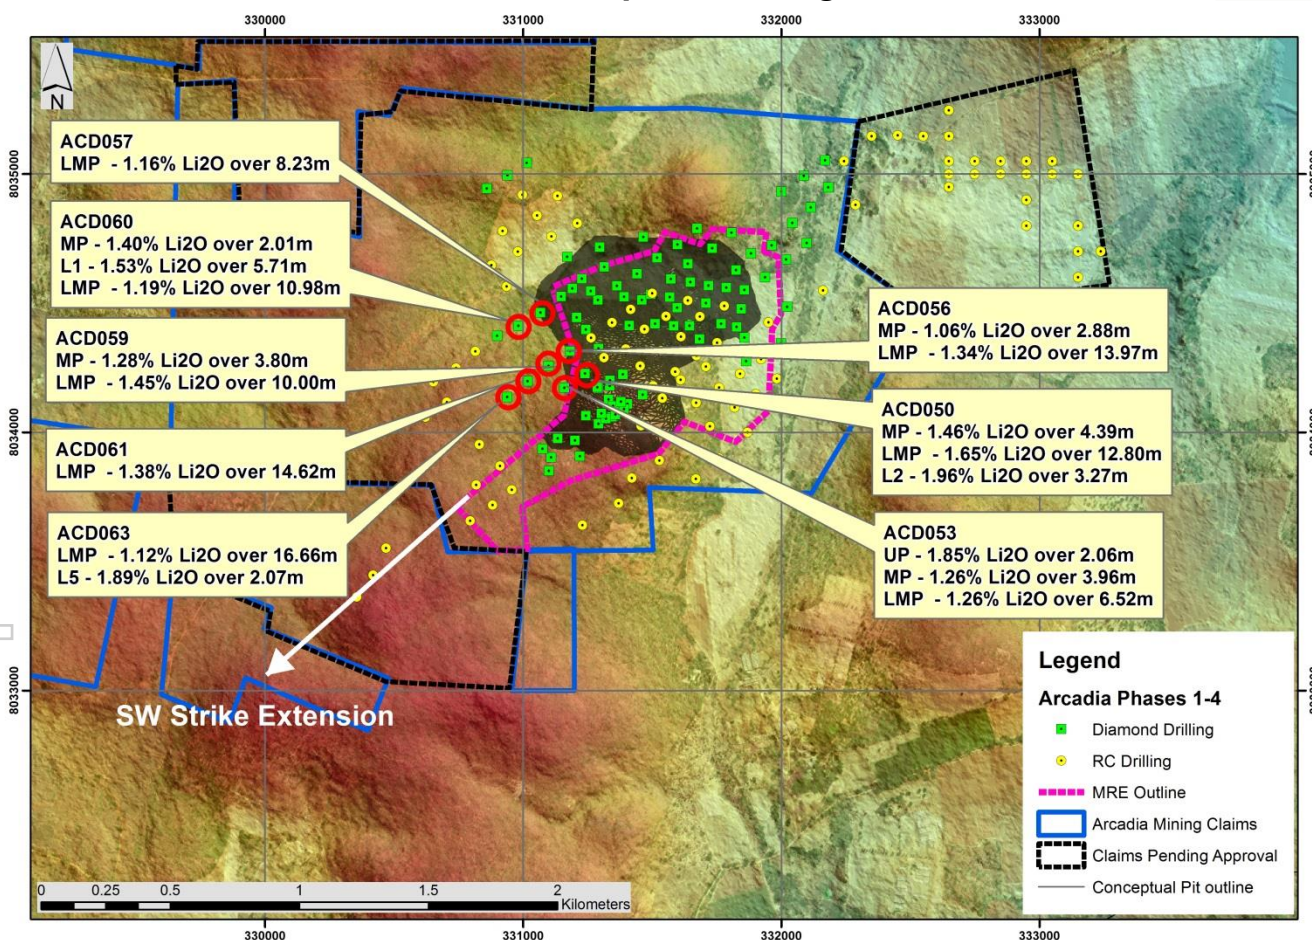 330000
331000
332000
333000
8035000
8034000
8033000
8035000
N
ACD057
LMP - 1.16% Li2O over 8.23m
ACD060
MP - 1.40% Li2O over 2.01m
L1 - 1.53% Li2O over 5.71m
LMP - 1.19% Li2O over 10.98m
ACD059
MP - 1.28% Li2O over 3.80m
LMP - 1.45% Li2O over 10.00m
ACD061
LMP - 1.38% Li2O over 14.62m
ACD063
LMP - 1.12% Li2O over 16.66m
L5 - 1.89% Li2O over 2.07m
ACD056
MP - 1.06% Li2O over 2.88m
LMP - 1.34% Li2O over 13.97m
ACD050
MP - 1.46% Li2O over 4.39m
LMP - 1.65% Li2O over 12.80m
L2 - 1.96% Li2O over 3.27m
ACD053
UP - 1.85% Li2O over 2.06m
MP - 1.26% Li2O over 3.96m
LMP - 1.26% Li2O over 6.52m
SW Strike Extension
Legend
Arcadia Phases 1-4
Diamond Drilling
RC Drilling
MRE Outline
Arcadia Mining Claims
Claims Pending Approval
Conceptual Pit outline
0 0.25 0.5 1 1.5 2
Kilometers
330000
331000
332000
333000